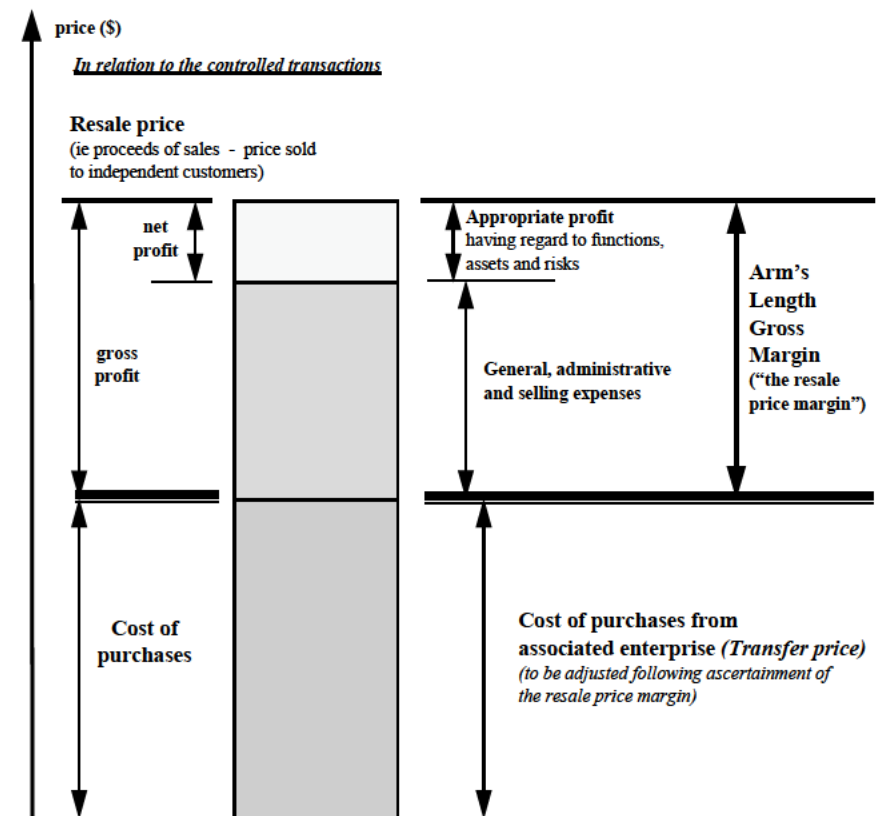 price ($)
In relation to the controlled transactions
Resale price
(ie proceeds of sales - price sold
to independent customers)
net
profit
Appropriate profit
having regard to functions,
assets and risks
Arm's
Length
Gross
Margin
("the resale
price margin")
gross
profit
General, administrative
and selling expenses
Cost of
purchases
Cost of purchases from
associated enterprise (Transfer price)
(to be adjusted following ascertainment of
the resale price margin)